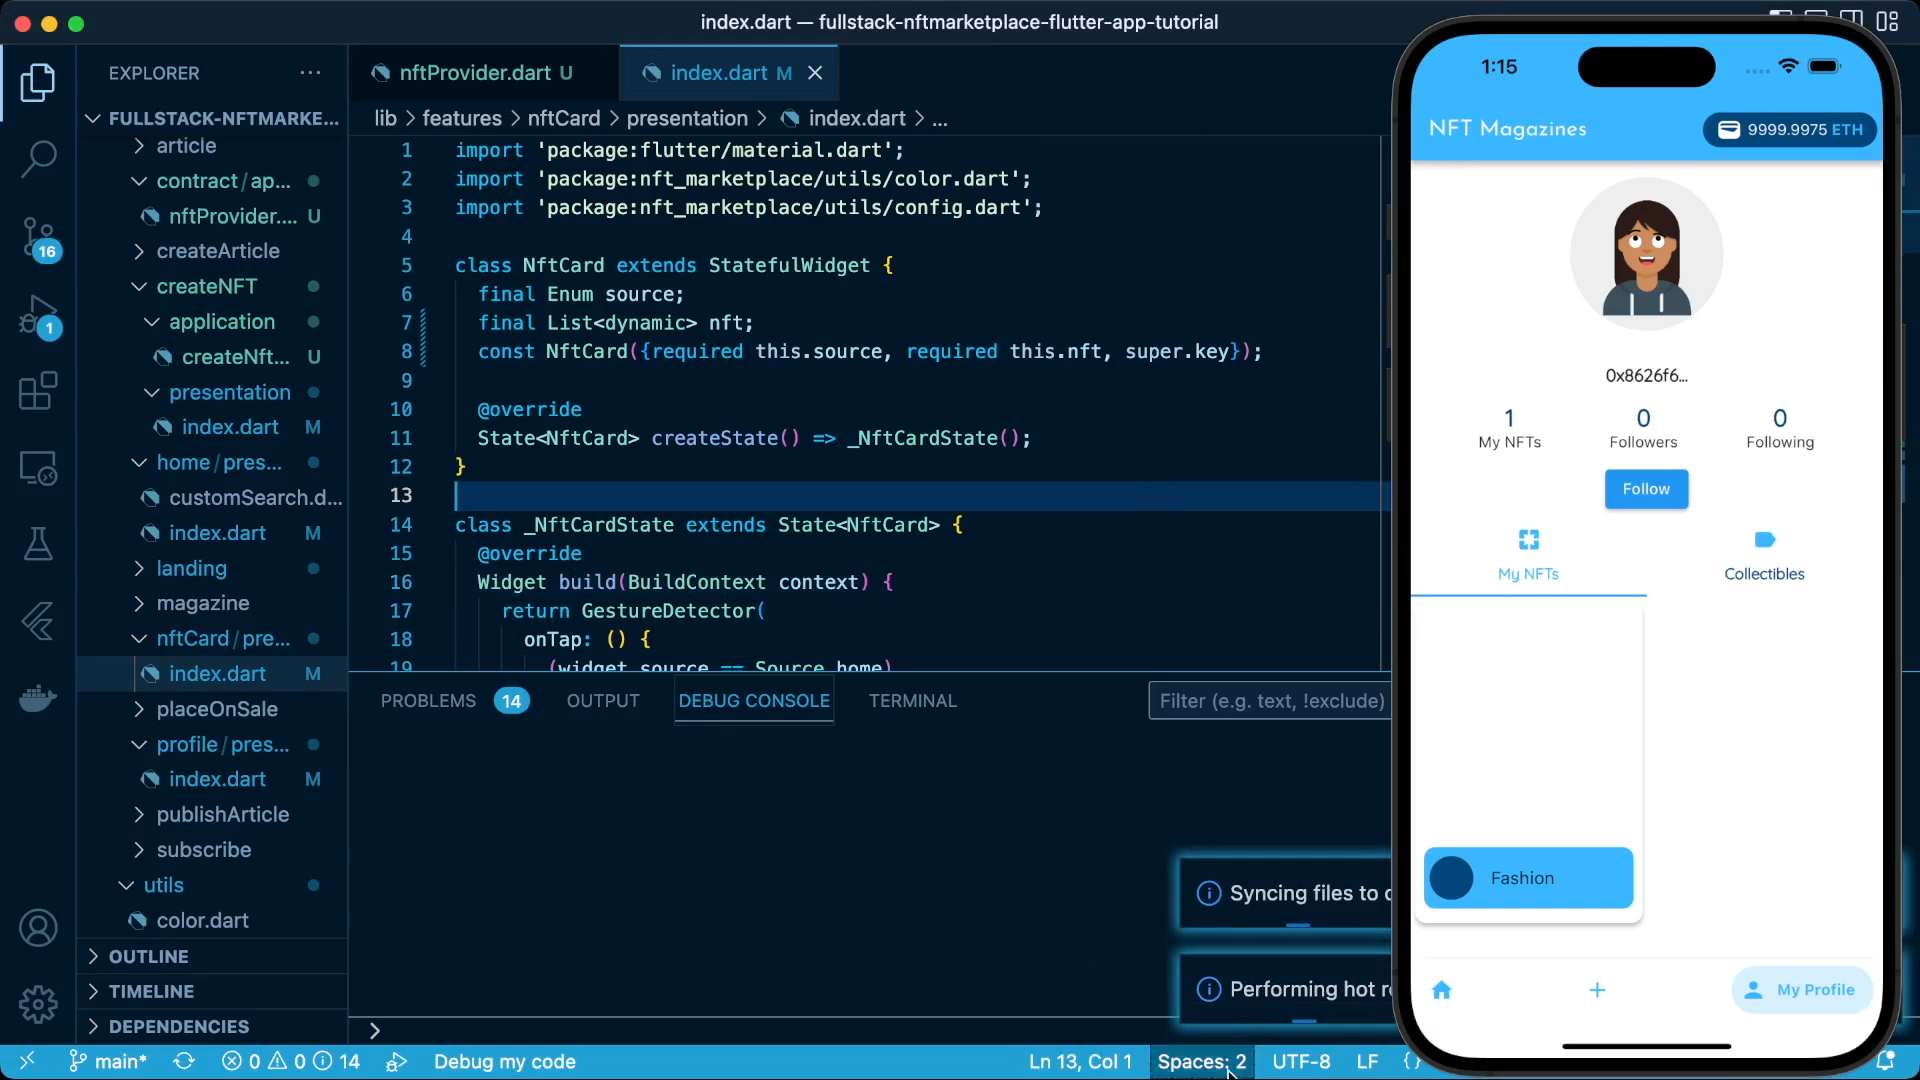 index.dart — fullstack-nftmarketplace-flutter-app-tutorial
EXPLORER
nftProvider.dart U
index.dart M
FULLSTACK-NFTMARKE...
lib > features > nftCard > presentation > index.dart > ...
article
contract/ap...
nftProvider.... U
createArticle
createNFT
application
createNft... U
presentation
index.dart M
home/pres...
customSearch.d...
index.dart M
landing
magazine
nftCard/pre...
index.dart M
placeOnSale
profile/pres...
index.dart M
publishArticle
subscribe
utils
color.dart
OUTLINE
TIMELINE
DEPENDENCIES
16
1
1 import 'package:flutter/material.dart';
2 import 'package:nft_marketplace/utils/color.dart';
3 import 'package:nft_marketplace/utils/config.dart';
4
5 class NftCard extends StatefulWidget {
6 final Enum source;
7 final List<dynamic> nft;
8 const NftCard({required this.source, required this.nft, super.key});
9
10 @override
11 State<NftCard> createState() => _NftCardState();
12 }
13
14 class _NftCardState extends State<NftCard> {
15 @override
16 Widget build(BuildContext context) {
17 return GestureDetector(
18 onTap: () {
19 (widget.source == Source.home)
PROBLEMS 14 OUTPUT DEBUG CONSOLE TERMINAL
Filter (e.g. text, !exclude)
Syncing files to d
Performing hot re
>
main* 0 0 14 Debug my code
Ln 13, Col 1 Spaces: 2 UTF-8 LF {}
1:15
NFT Magazines
9999.9975 ETH
0x8626f6...
1 0 0
My NFTs Followers Following
Follow
My NFTs Collectibles
Fashion
My Profile